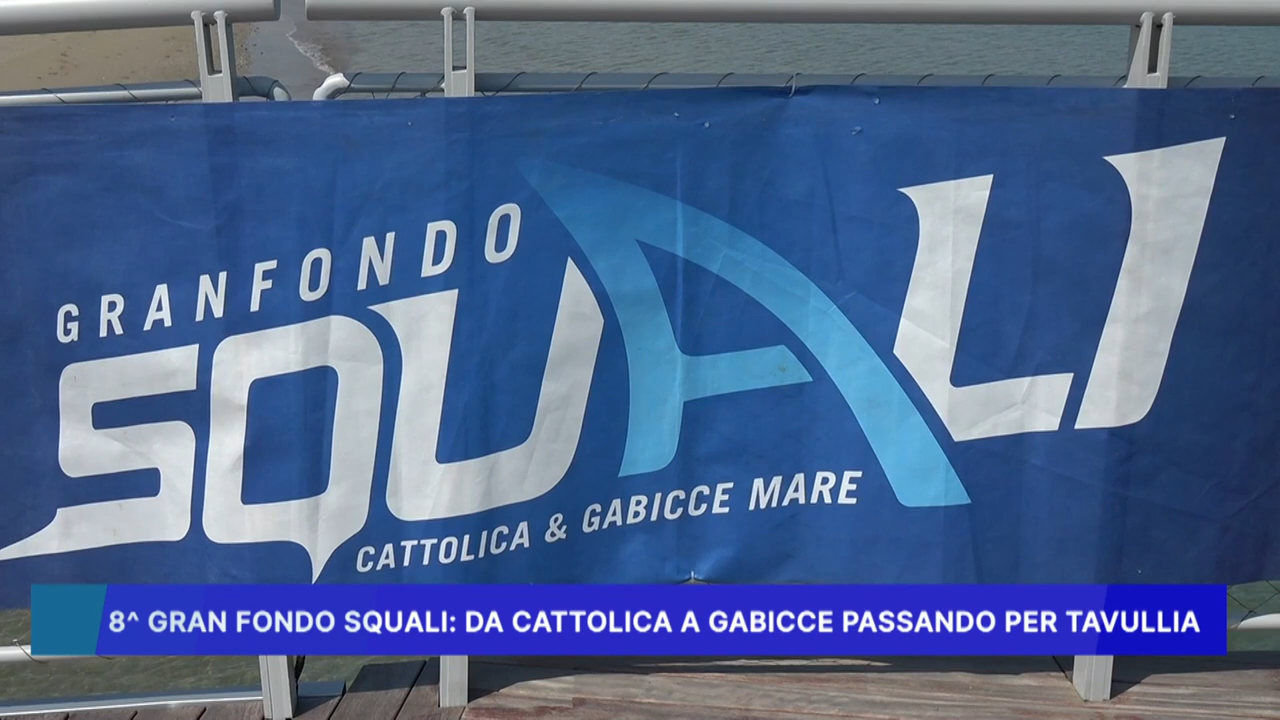 GRANFONDO
SQUALI
CATTOLICA & GABICCE MARE
8^ GRAN FONDO SQUALI: DA CATTOLICA A GABICCE PASSANDO PER TAVULLIA